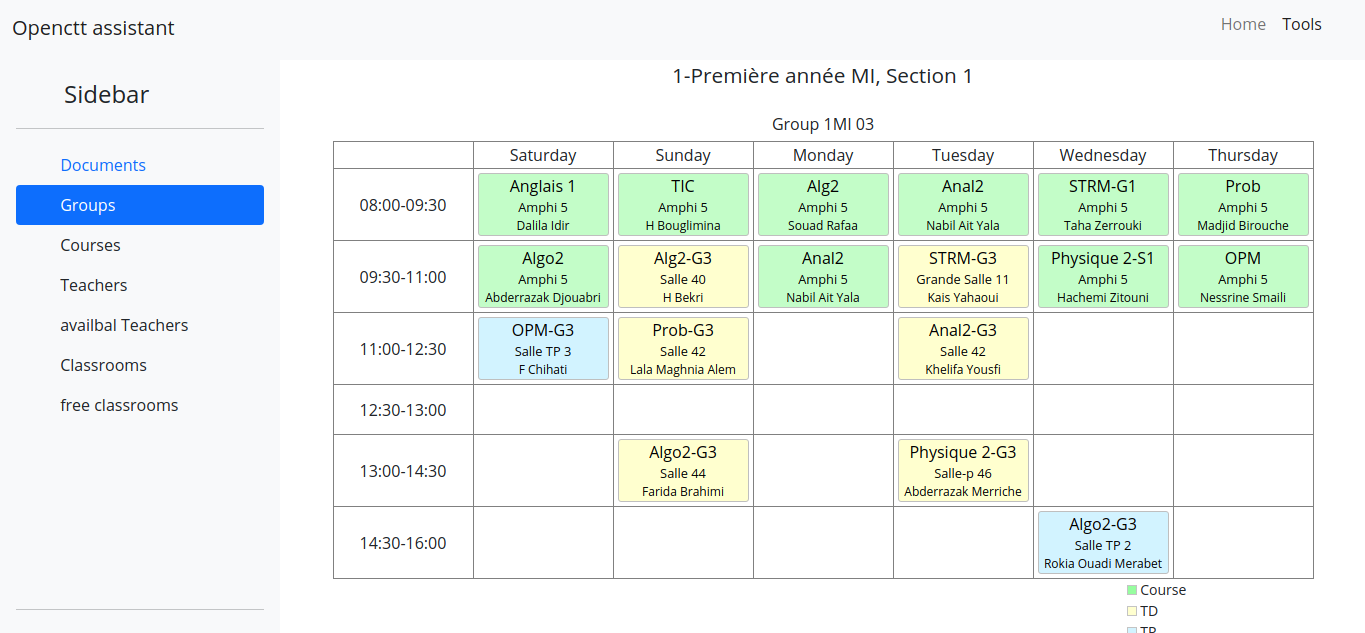 Openctt assistant
Home Tools
Sidebar
Documents
Groups
Courses
Teachers
availbal Teachers
Classrooms
free classrooms
1-Première année MI, Section 1
Group 1MI 03
Saturday Sunday Monday Tuesday Wednesday Thursday
08:00-09:30
Anglais 1
Amphi 5
Dalila Idir
TIC
Amphi 5
H Bouglimina
Alg2
Amphi 5
Souad Rafaa
Anal2
Amphi 5
Nabil Ait Yala
STRM-G1
Amphi 5
Taha Zerrouki
Prob
Amphi 5
Madjid Birouche
09:30-11:00
Algo2
Amphi 5
Abderrazak Djouabri
Alg2-G3
Salle 40
H Bekri
Anal2
Amphi 5
Nabil Ait Yala
STRM-G3
Grande Salle 11
Kais Yahaoui
Physique 2-S1
Amphi 5
Hachemi Zitouni
OPM
Amphi 5
Nessrine Smaili
11:00-12:30
OPM-G3
Salle TP 3
F Chihati
Prob-G3
Salle 42
Lala Maghnia Alem
Anal2-G3
Salle 42
Khelifa Yousfi
12:30-13:00
13:00-14:30
Algo2-G3
Salle 44
Farida Brahimi
Physique 2-G3
Salle-p 46
Abderrazak Merriche
14:30-16:00
Algo2-G3
Salle TP 2
Rokia Ouadi Merabet
Course
TD
TP